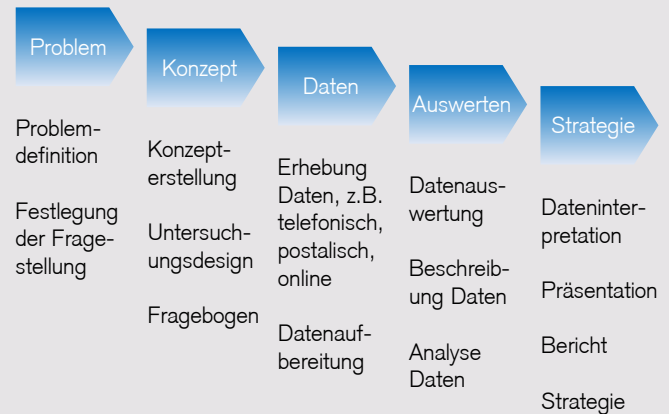 Problem
Problem-
definition
Festlegung
der Frage-
stellung
Konzept
Konzept-
erstellung
Untersuch-
ungsdesign
Fragebogen
Daten
Erhebung
Daten, z.B.
telefonisch,
postalisch,
online
Datenauf-
bereitung
Auswerten
Datenaus-
wertung
Beschreib-
ung Daten
Analyse
Daten
Strategie
Dateninter-
pretation
Präsentation
Bericht
Strategie